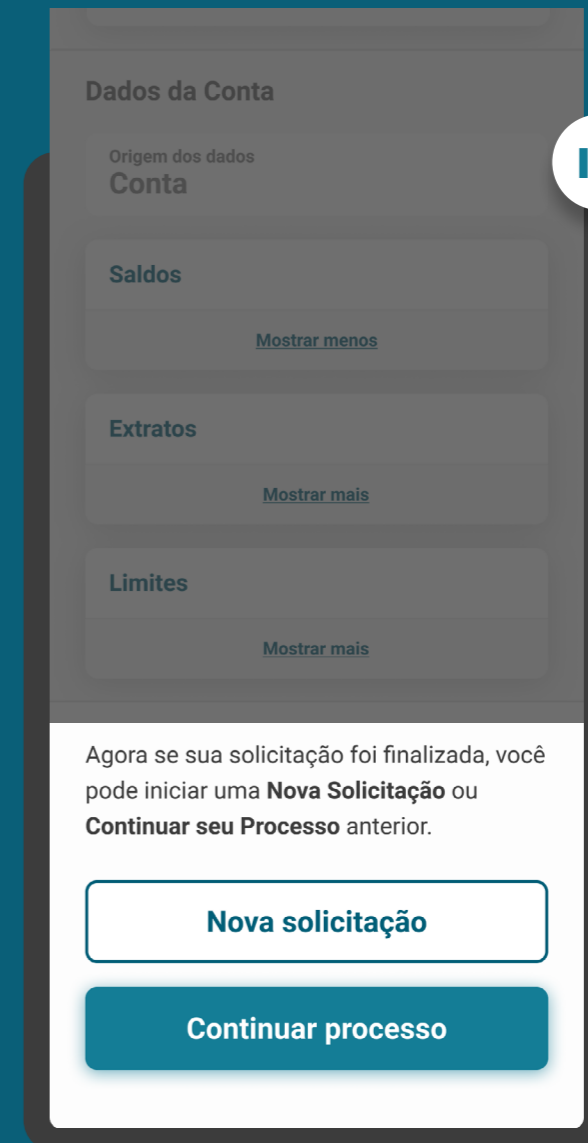 Dados da Conta
Origem dos dados
Conta
Saldos
Mostrar menos
Extratos
Mostrar mais
Limites
Mostrar mais
Agora se sua solicitação foi finalizada, você
pode iniciar uma Nova Solicitação ou
Continuar seu Processo anterior.
Nova solicitação
Continuar processo